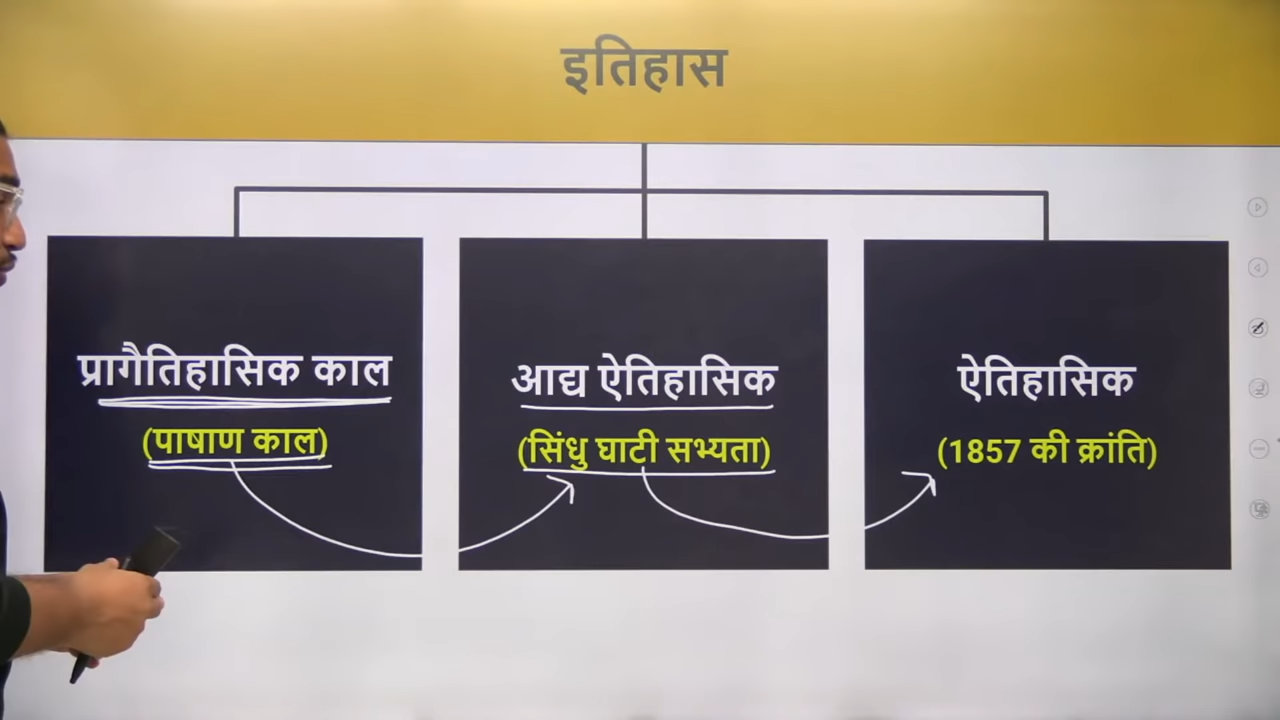 इतिहास
प्रागैतिहासिक काल
(पाषाण काल)
आद्य ऐतिहासिक
(सिंधु घाटी सभ्यता)
ऐतिहासिक
(1857 की क्रांति)